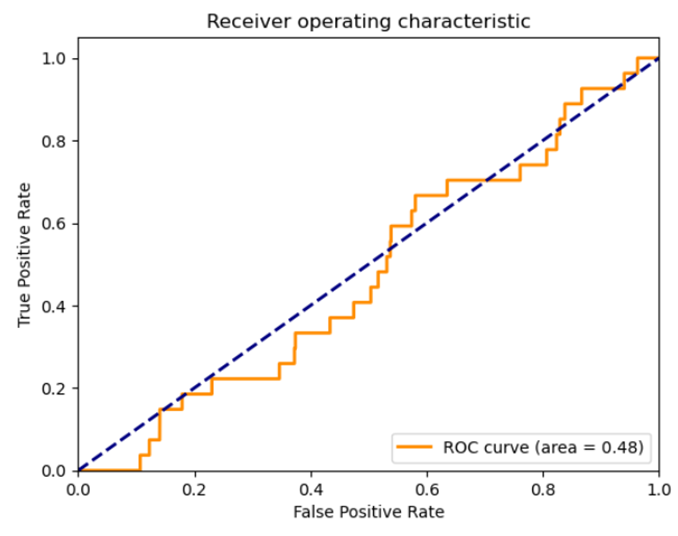 Receiver operating characteristic
1.0
0.8
0.6
0.4
0.2
0.0
True Positive Rate
ROC curve (area = 0.48)
0.0 0.2 0.4 0.6 0.8 1.0
False Positive Rate